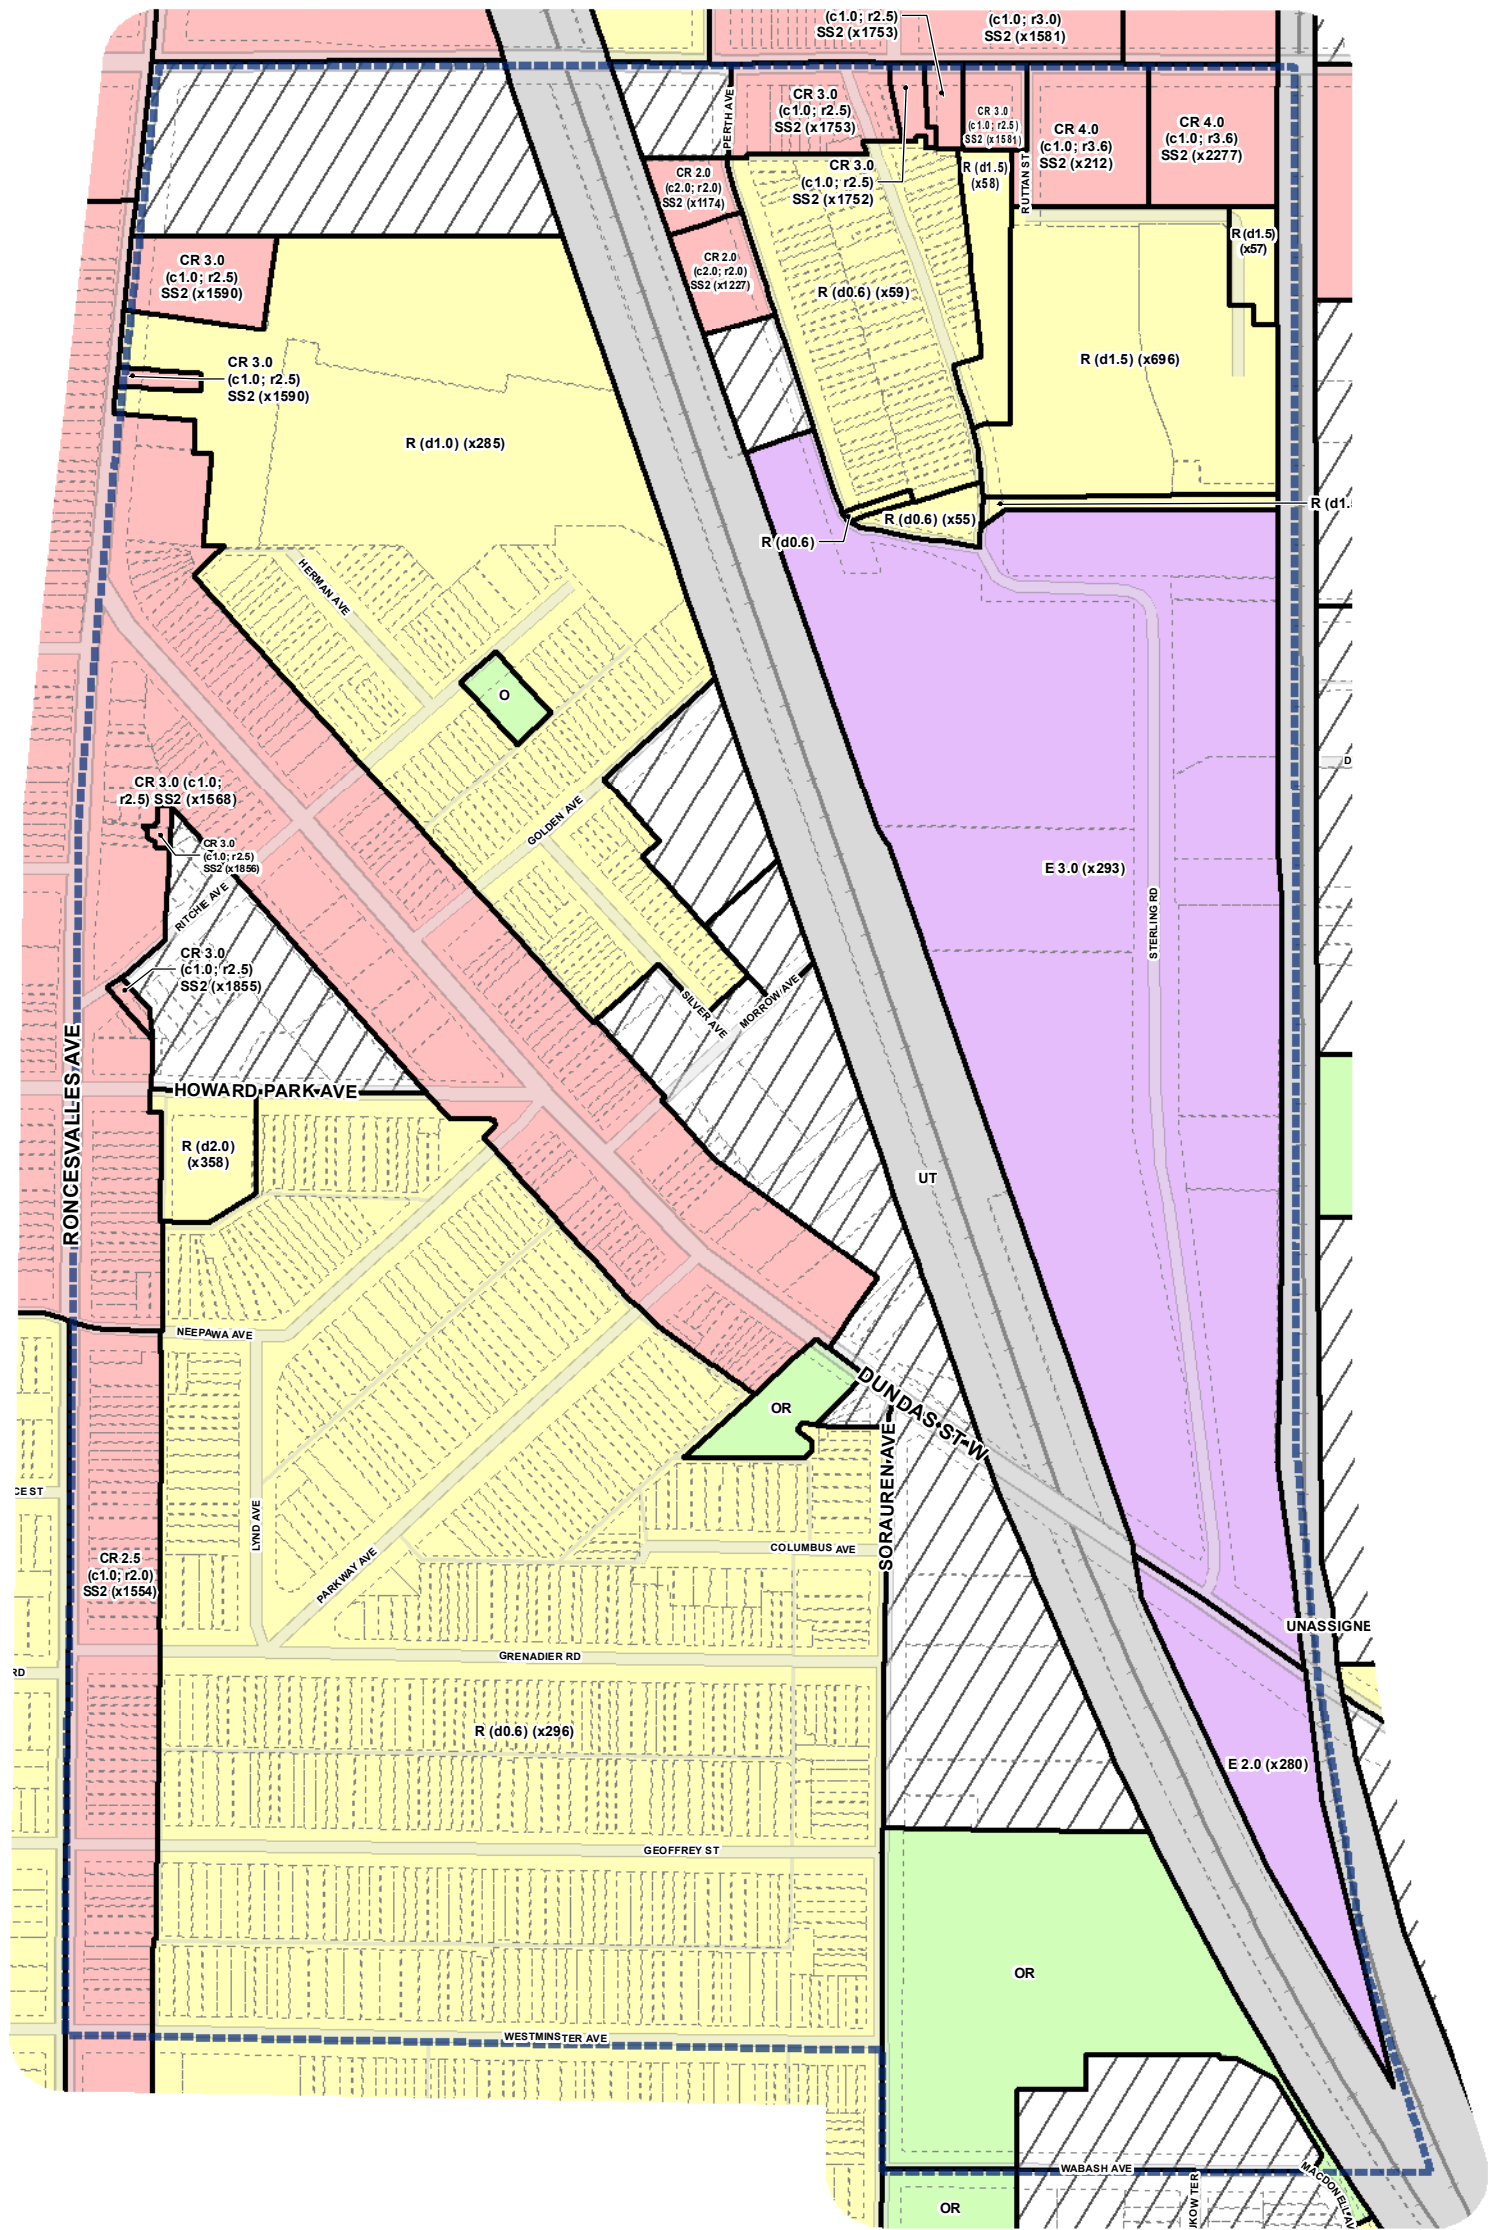 (c1.0; r2.5)
SS2 (x1753)
(c1.0; r3.0)
SS2 (x1581)
PERTH AVE
CR 3.0
(c1.0; r2.5)
SS2 (x1753)
CR 3.0
(c1.0; r2.5)
SS2 (x1581)
CR 4.0
(c1.0; r3.6)
SS2 (x212)
CR 4.0
(c1.0; r3.6)
SS2 (x2277)
CR 2.0
(c2.0; r2.0)
SS2 (x1174)
CR 3.0
(c1.0; r2.5)
SS2 (x1752)
R (d1.5)
(x58)
RUTTAN ST
R (d1.5)
(x57)
CR 3.0
(c1.0; r2.5)
SS2 (x1590)
CR 2.0
(c2.0; r2.0)
SS2 (x1227)
R (d0.6) (x59)
R (d1.5) (x696)
CR 3.0
(c1.0; r2.5)
SS2 (x1590)
R (d1.0) (x285)
R (d1.
R (d0.6) (x55)
R (d0.6)
HERMAN AVE
O
D
CR 3.0 (c1.0;
r2.5) SS2 (x1568)
GOLDEN AVE
CR 3.0
(c1.0; r2.5)
SS2 (x1856)
E 3.0 (x293)
RITCHIE AVE
STERLING RD
CR 3.0
(c1.0; r2.5)
SS2 (x1855)
SILVER AVE
MORROW AVE
RONCESVALLES AVE
HOWARD PARK AVE
R (d2.0)
(x358)
UT
NEEPAWA AVE
DUNDAS ST W
OR
SORAUREN AVE
CE ST
LYND AVE
COLUMBUS AVE
CR 2.5
(c1.0; r2.0)
SS2 (x1554)
PARKWAY AVE
UNASSIGNE
GRENADIER RD
RD
R (d0.6) (x296)
E 2.0 (x280)
GEOFFREY ST
OR
WESTMINSTER AVE
WABASH AVE
MACDONELL AV
OR
JKOW TER